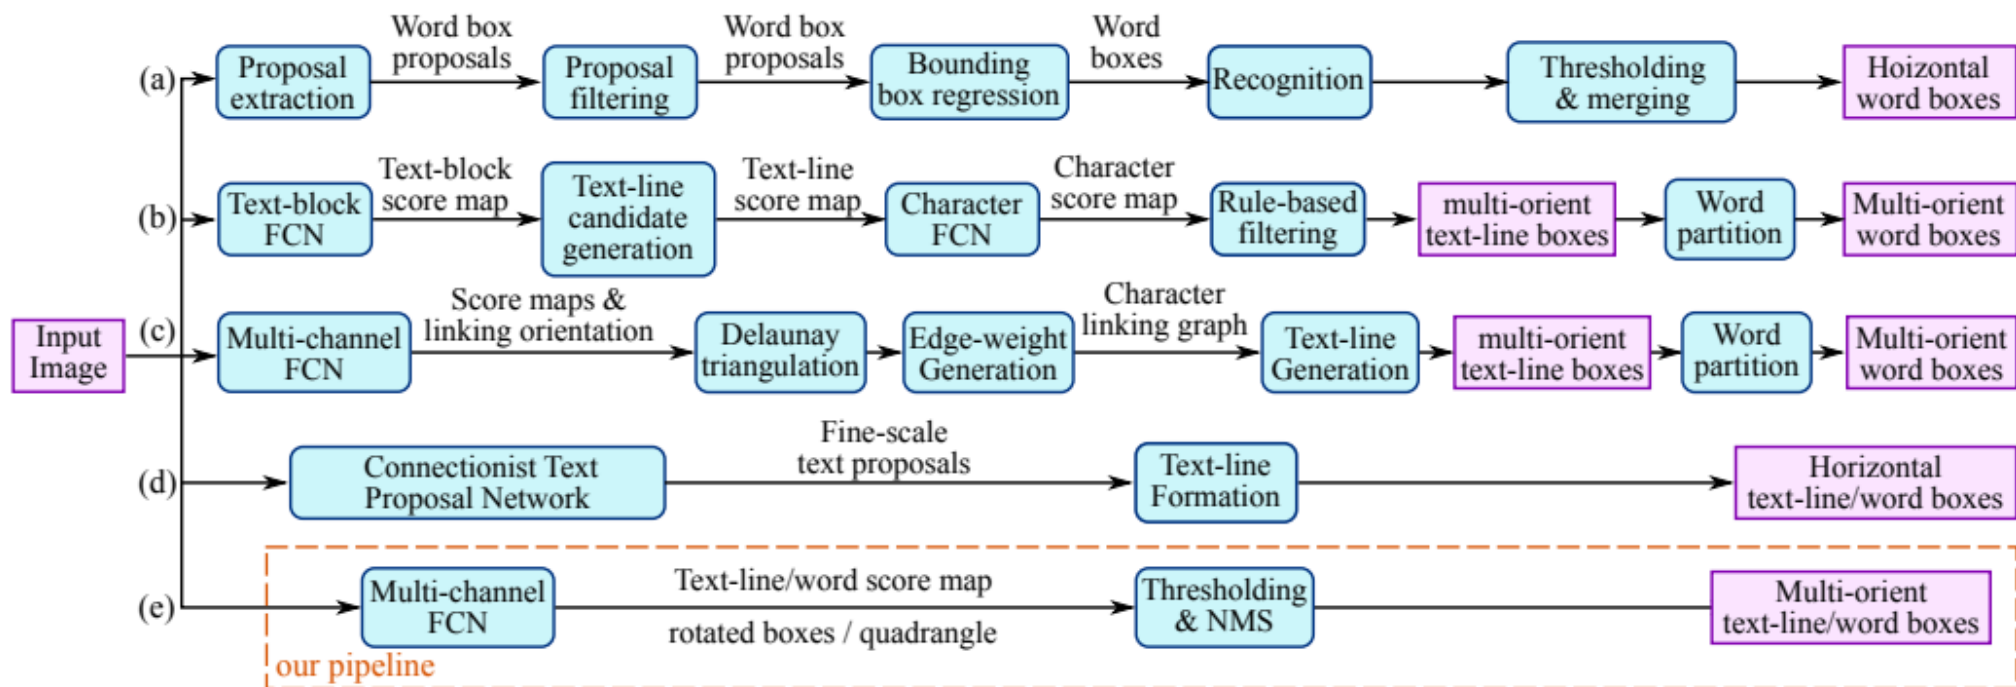 Word box
proposals
Word box
proposals
Word
boxes
(a)
Proposal
extraction
Proposal
filtering
Bounding
box regression
Recognition
Thresholding
& merging
Hoizontal
word boxes
Text-block
score map
Text-line
score map
Character
score map
(b)
Text-block
FCN
Text-line
candidate
generation
Character
FCN
Rule-based
filtering
multi-orient
text-line boxes
Word
partition
Multi-orient
word boxes
Input
Image
(c)
Score maps &
linking orientation
Character
linking graph
Multi-channel
FCN
Delaunay
triangulation
Edge-weight
Generation
Text-line
Generation
multi-orient
text-line boxes
Word
partition
Multi-orient
word boxes
Fine-scale
text proposals
(d)
Connectionist Text
Proposal Network
Text-line
Formation
Horizontal
text-line/word boxes
(e)
Multi-channel
FCN
Text-line/word score map
rotated boxes / quadrangle
Thresholding
& NMS
Multi-orient
text-line/word boxes
our pipeline